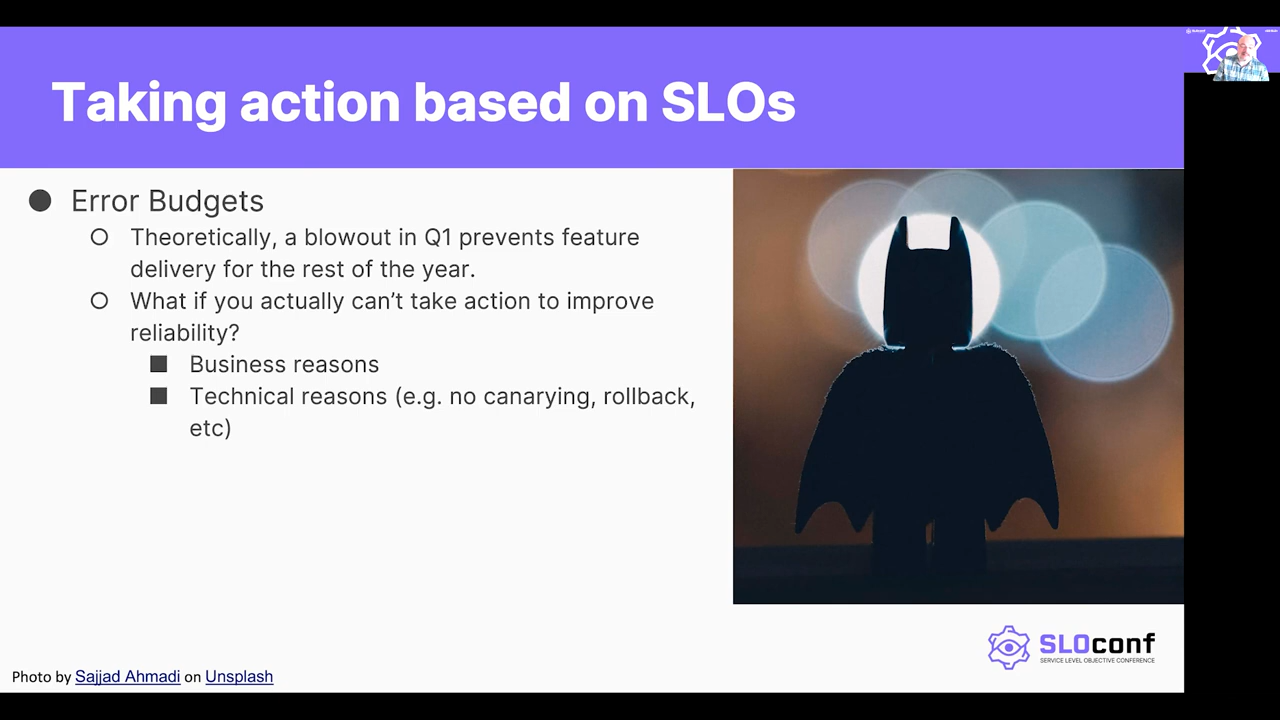 Taking action based on SLOs
● Error Budgets
○ Theoretically, a blowout in Q1 prevents feature
delivery for the rest of the year.
○ What if you actually can’t take action to improve
reliability?
■ Business reasons
■ Technical reasons (e.g. no canarying, rollback,
etc)
SLOconf
SERVICE LEVEL OBJECTIVE CONFERENCE
Photo by Sajjad Ahmadi on Unsplash